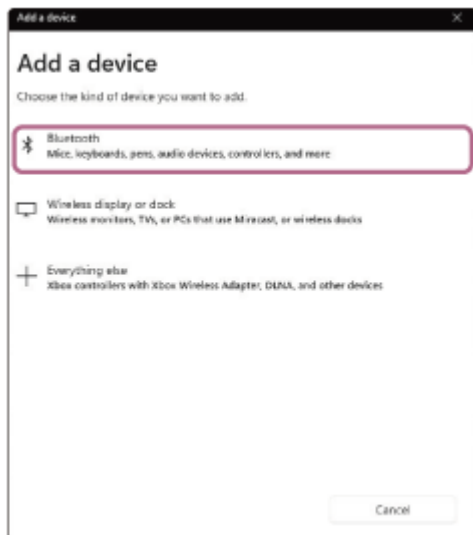 Add a device
Add a device
Choose the kind of device you want to add.
Bluetooth
Mice, keyboards, pens, audio devices, controllers, and more
Wireless display or dock
Wireless monitors, TVs, or PCs that use Miracast, or wireless docks
Everything else
Xbox controllers with Xbox Wireless Adapter, DLNA, and other devices
Cancel